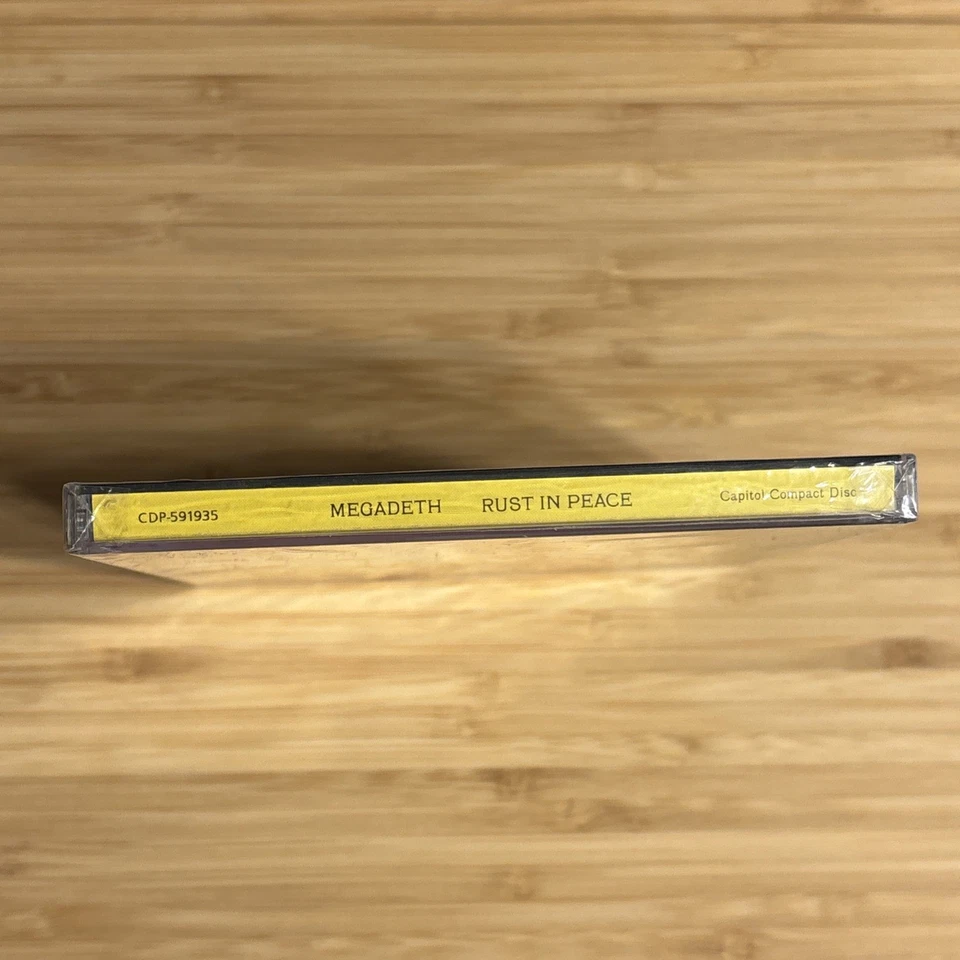 CDP-591935 MEGADETH RUST IN PEACE Capitol Compact Disc